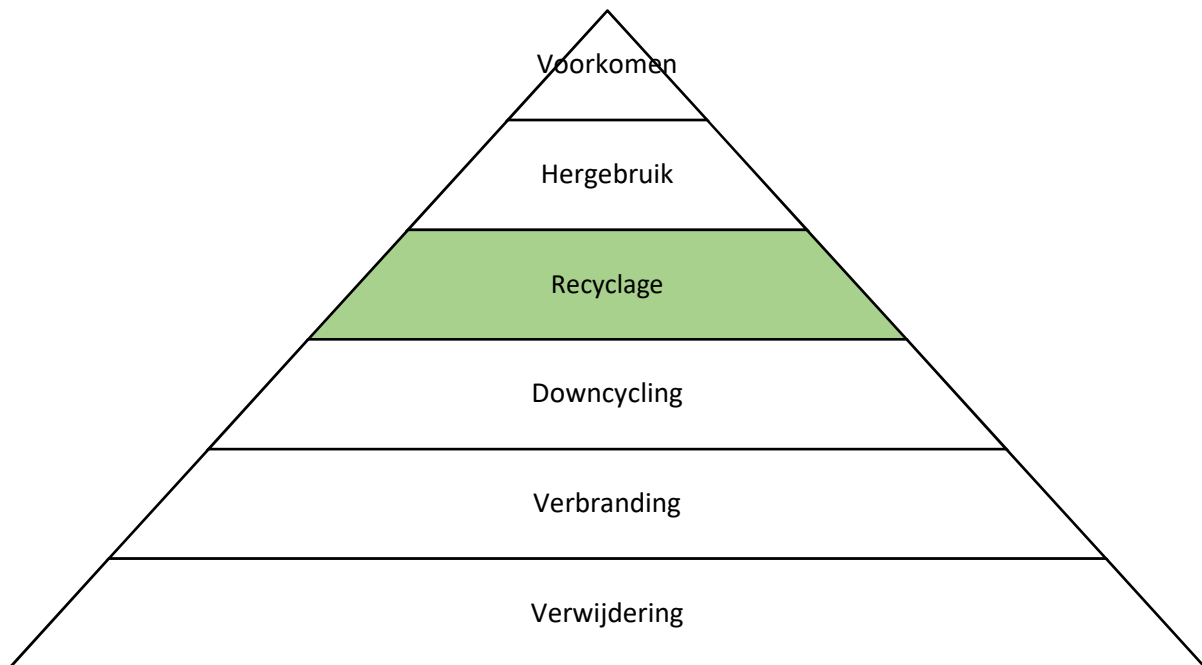 Voorkomen
Hergebruik
Recyclage
Downcycling
Verbranding
Verwijdering